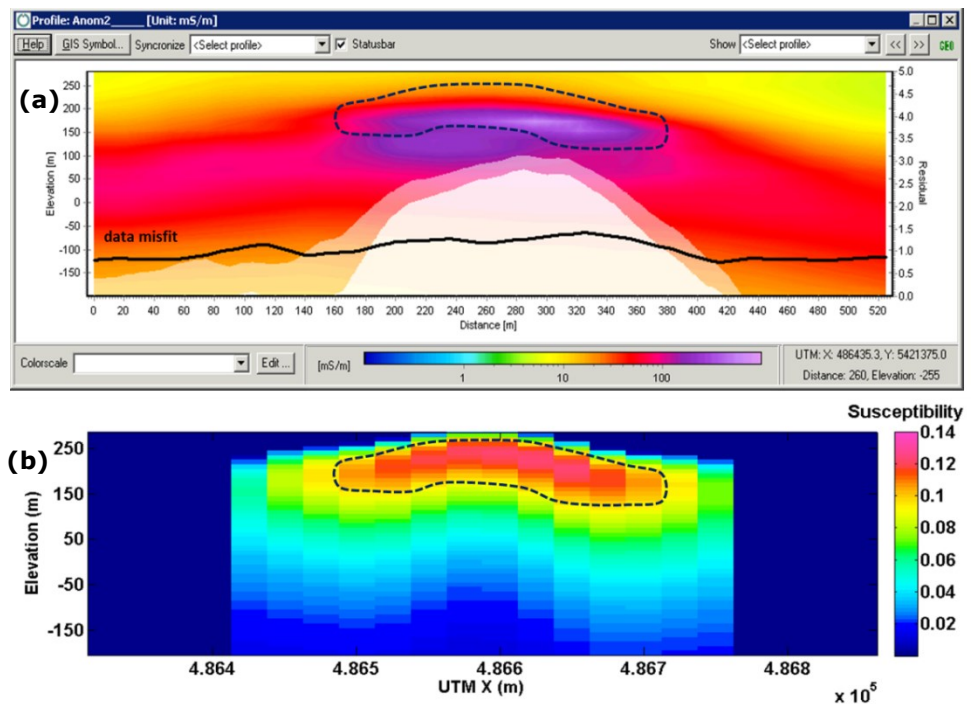 Profile: Anom2_____ [Unit: mS/m]
Help GIS Symbol... Syncronize <Select profile> Statusbar Show <Select profile> << >> GEO
(a)
250
200
150
100
50
0
-50
-100
-150
Elevation [m]
data misfit
5.0
4.5
4.0
3.5
3.0
2.5
2.0
1.5
1.0
0.5
0.0
Residual
0 20 40 60 80 100 120 140 160 180 200 220 240 260 280 300 320 340 360 380 400 420 440 460 480 500 520
Distance [m]
Colorscale Edit ... [mS/m] 1 10 100
UTM: X: 486435.3, Y: 5421375.0
Distance: 260, Elevation: -255
(b)
Susceptibility
250
150
50
-50
-150
Elevation (m)
0.14
0.12
0.1
0.08
0.06
0.04
0.02
4.864 4.865 4.866 4.867 4.868
UTM X (m)
x 10⁵